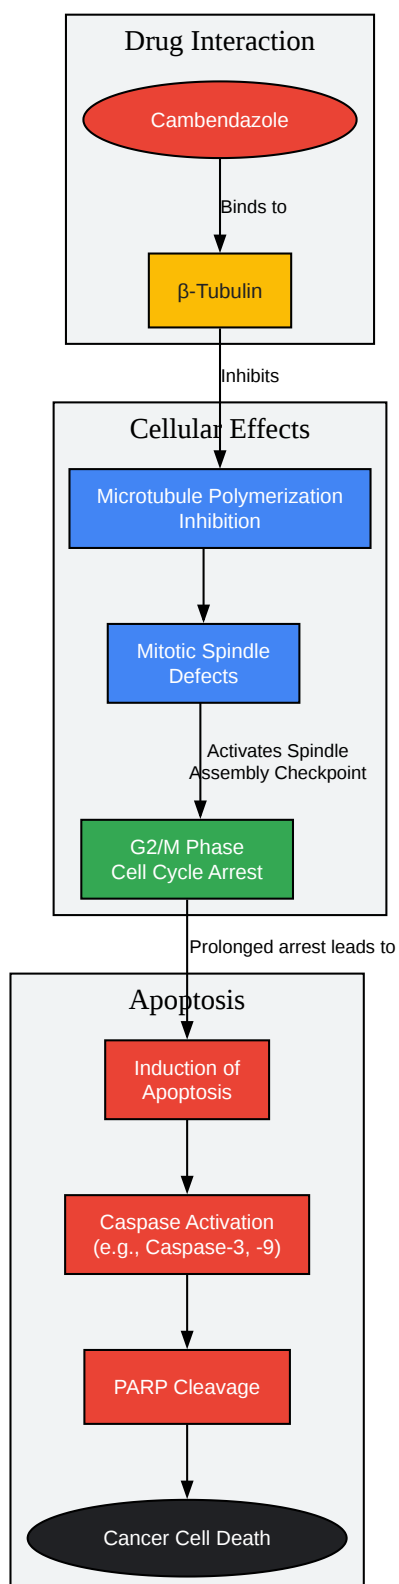 Drug Interaction
Cambendazole
Binds to
β-Tubulin
Inhibits
Cellular Effects
Microtubule Polymerization
Inhibition
Mitotic Spindle
Defects
Activates Spindle
Assembly Checkpoint
G2/M Phase
Cell Cycle Arrest
Prolonged arrest leads to
Apoptosis
Induction of
Apoptosis
Caspase Activation
(e.g., Caspase-3, -9)
PARP Cleavage
Cancer Cell Death